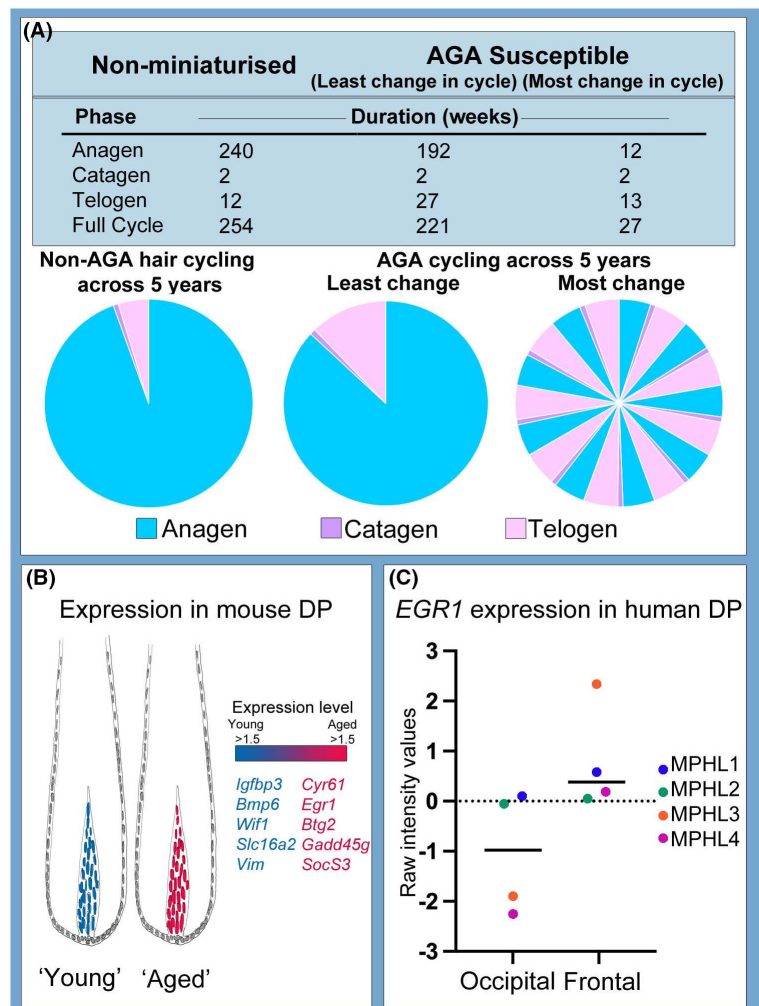 (A)
Non-miniaturised
AGA Susceptible
(Least change in cycle) (Most change in cycle)
Phase
Duration (weeks)
Anagen 240 192 12
Catagen 2 2 2
Telogen 12 27 13
Full Cycle 254 221 27
Non-AGA hair cycling
across 5 years
AGA cycling across 5 years
Least change
Most change
Anagen
Catagen
Telogen
(B)
Expression in mouse DP
Expression level
Young Aged
>1.5 >1.5
Igfbp3 Cyr61
Bmp6 Egr1
Wif1 Btg2
Slc16a2 Gadd45g
Vim SocS3
'Young' 'Aged'
(C)
EGR1 expression in human DP
Raw intensity values
3
2
1
0
-1
-2
-3
Occipital Frontal
MPHL1
MPHL2
MPHL3
MPHL4